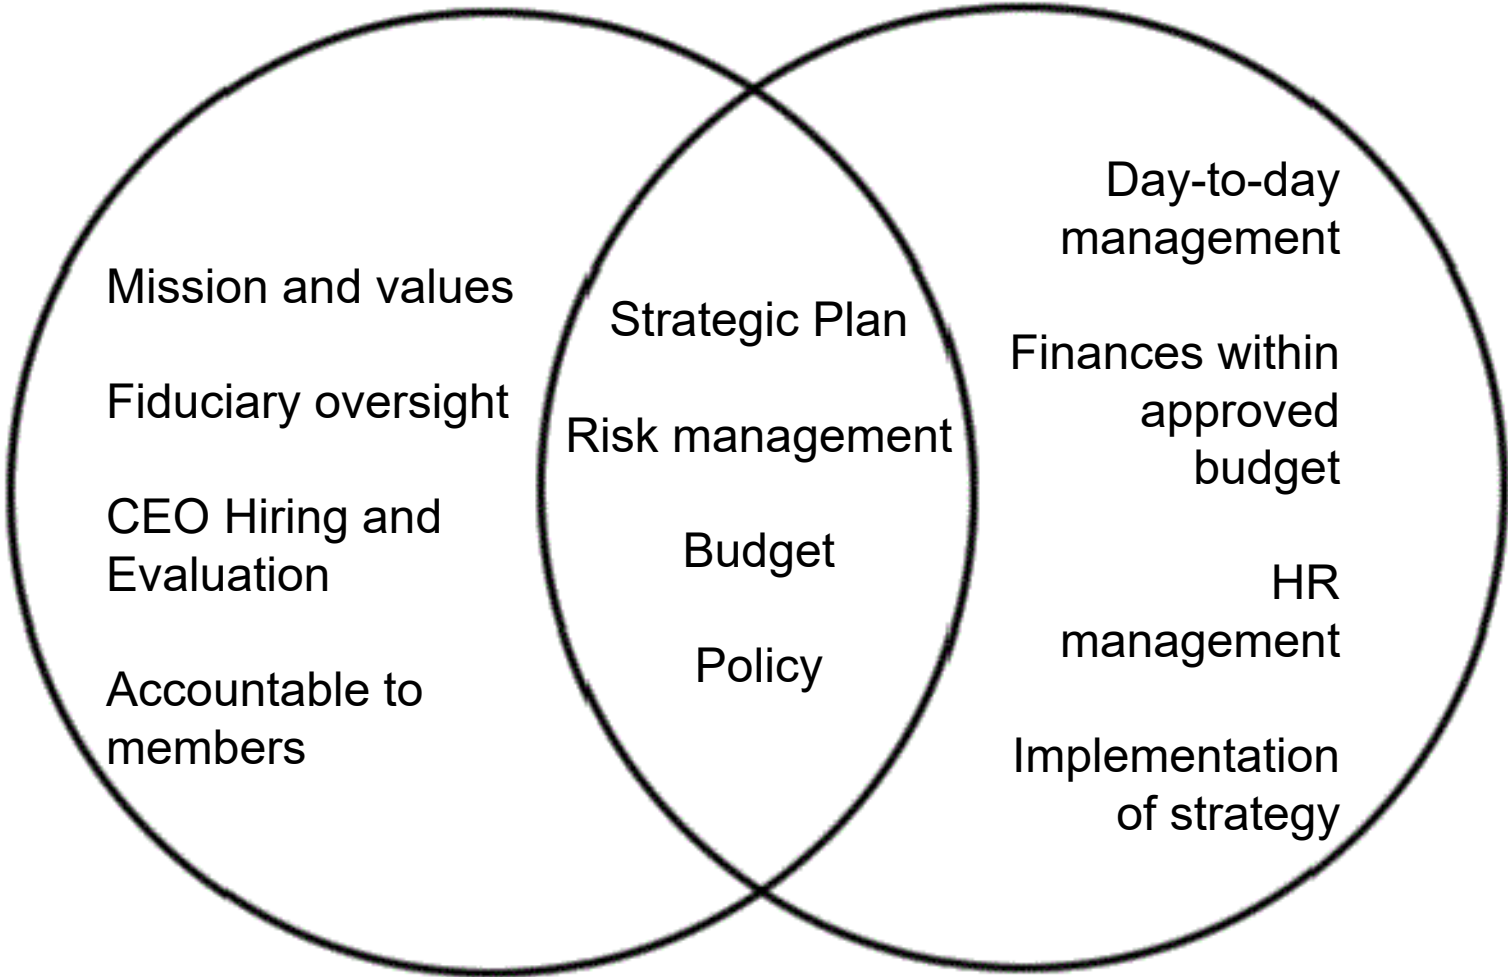 Mission and values
Fiduciary oversight
CEO Hiring and
Evaluation
Accountable to
members
Strategic Plan
Risk management
Budget
Policy
Day-to-day
management
Finances within
approved
budget
HR
management
Implementation
of strategy